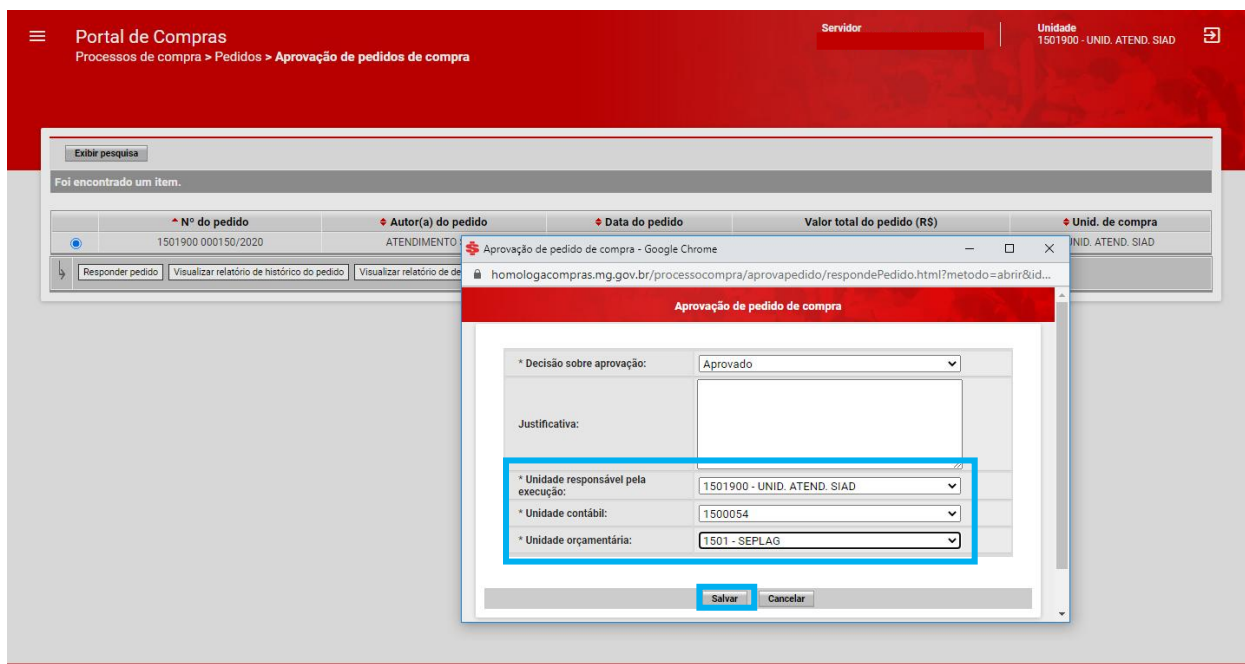 Portal de Compras
Processos de compra > Pedidos > Aprovação de pedidos de compra
Servidor
Unidade
1501900 - UNID. ATEND. SIAD
Exibir pesquisa
Foi encontrado um item.
Nº do pedido Autor(a) do pedido Data do pedido Valor total do pedido (R$) Unid. de compra
1501900 000150/2020 ATENDIMENTO ATEND. SIAD
Responder pedido Visualizar relatório de histórico do pedido Visualizar relatório de de
Aprovação de pedido de compra - Google Chrome
homologacompras.mg.gov.br/processocompra/aprovapedido/respondePedido.html?metodo=abrir&id...
Aprovação de pedido de compra
* Decisão sobre aprovação: Aprovado
Justificativa:
* Unidade responsável pela
execução:
1501900 - UNID. ATEND. SIAD
* Unidade contábil: 1500054
* Unidade orçamentária: 1501 - SEPLAG
Salvar Cancelar